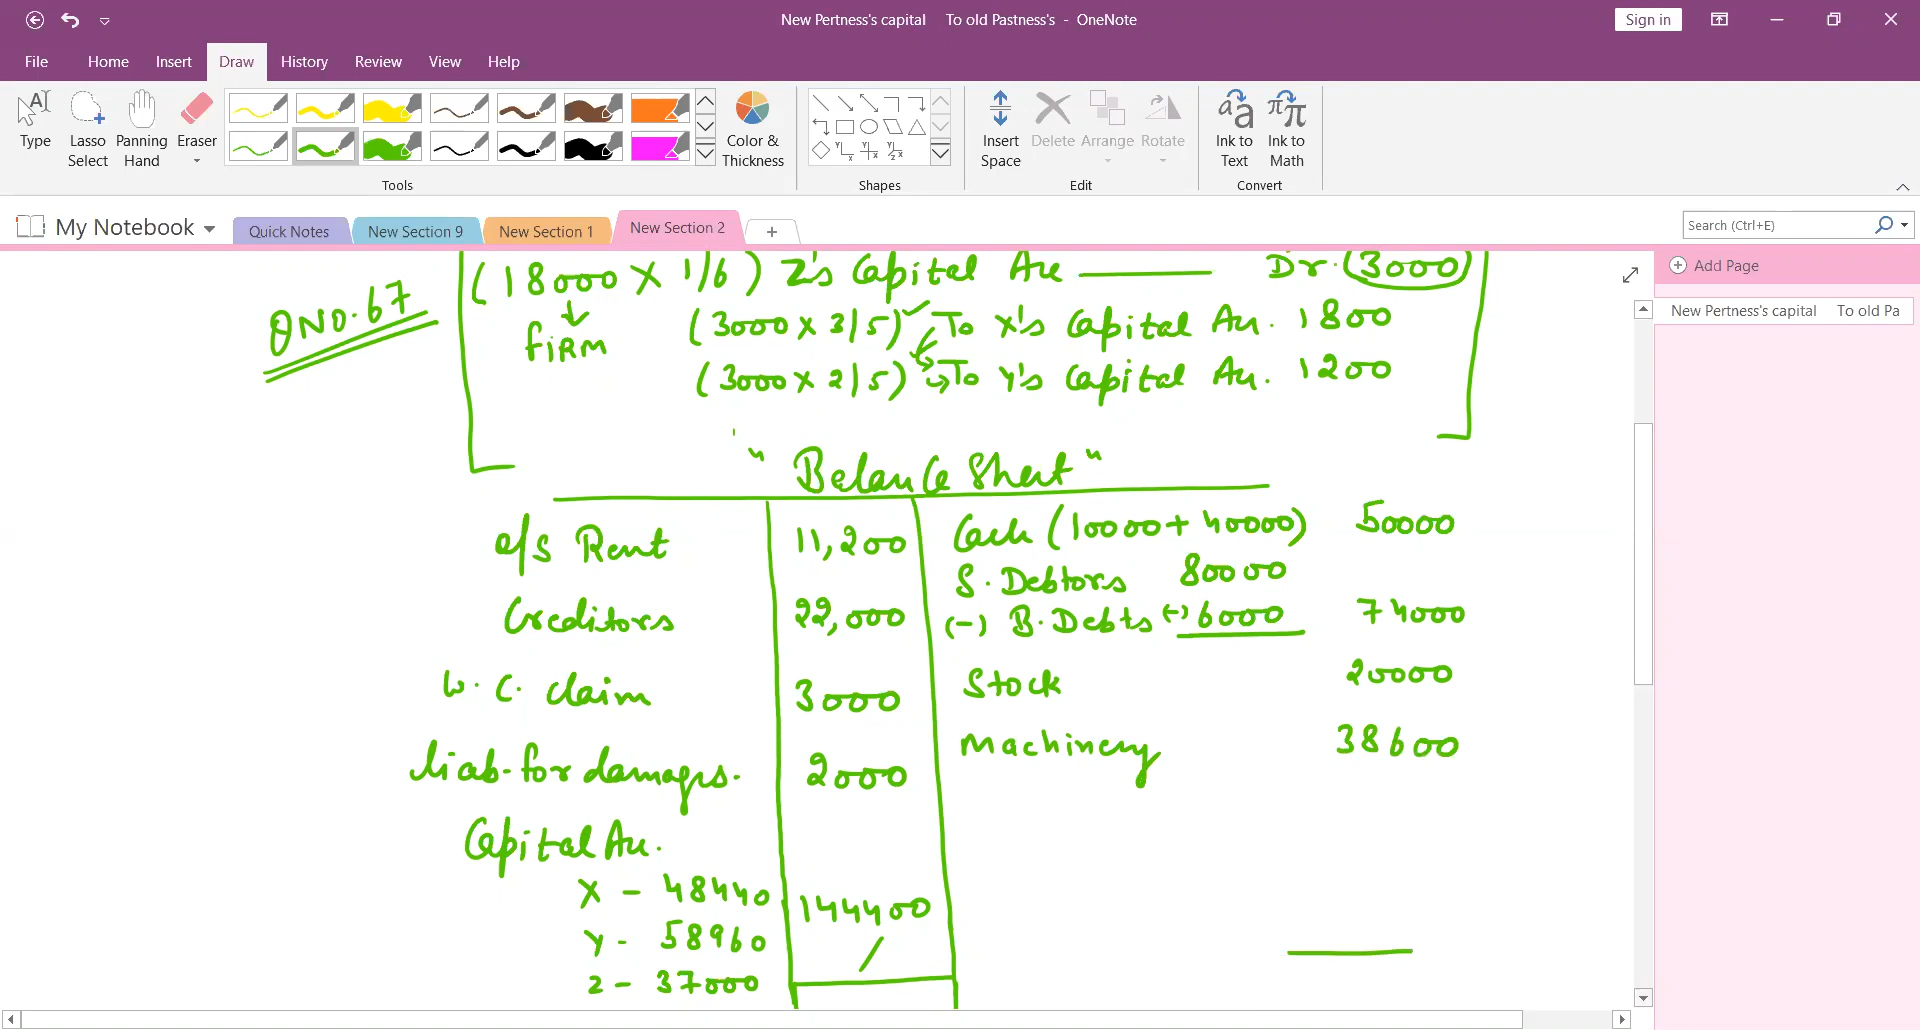 New Pertness's capital To old Pastness's - OneNote
Sign in
File Home Insert Draw History Review View Help
Type
Lasso Select
Panning Hand
Eraser
Color & Thickness
Insert Space
Delete
Arrange
Rotate
Ink to Text
Ink to Math
Tools
Shapes
Edit
Convert
My Notebook
Quick Notes
New Section 9
New Section 1
New Section 2
Search (Ctrl+E)
Add Page
New Pertness's capital To old Pa
QNO.67
(18000 X 1/6) Z's Capital Au Dr. 3000
FIRM
(3000 x 3/5) To X's Capital Au. 1800
(3000 x 2/5) To Y's Capital Au. 1200
"Balance Sheet"
o/s Rent 11,200 Cash (10000+40000) 50000
S. Debtors 80000
Creditors 22,000 (-) B. Debts (-) 6000 74000
W.C. claim 3000 Stock 20000
Liab-for damages. 2000 Machinery 38600
Capital Au.
X - 48440 144400
Y - 58960
Z - 37000